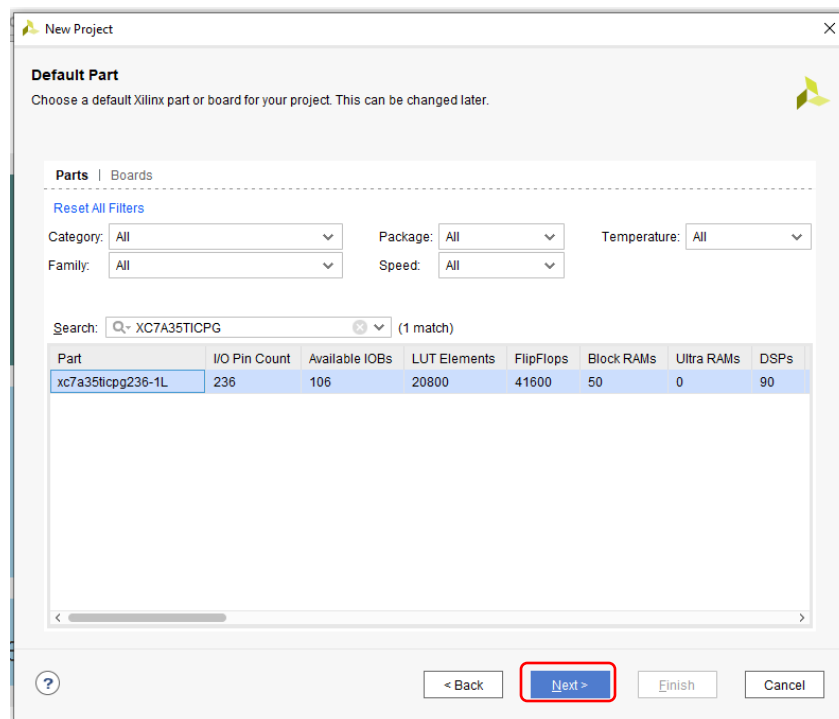 New Project
Default Part
Choose a default Xilinx part or board for your project. This can be changed later.
Parts | Boards
Reset All Filters
Category: All Package: All Temperature: All
Family: All Speed: All
Search: XC7A35TICPG (1 match)
Part I/O Pin Count Available IOBs LUT Elements FlipFlops Block RAMs Ultra RAMs DSPs
xc7a35ticpg236-1L 236 106 20800 41600 50 0 90
? < Back Next > Finish Cancel